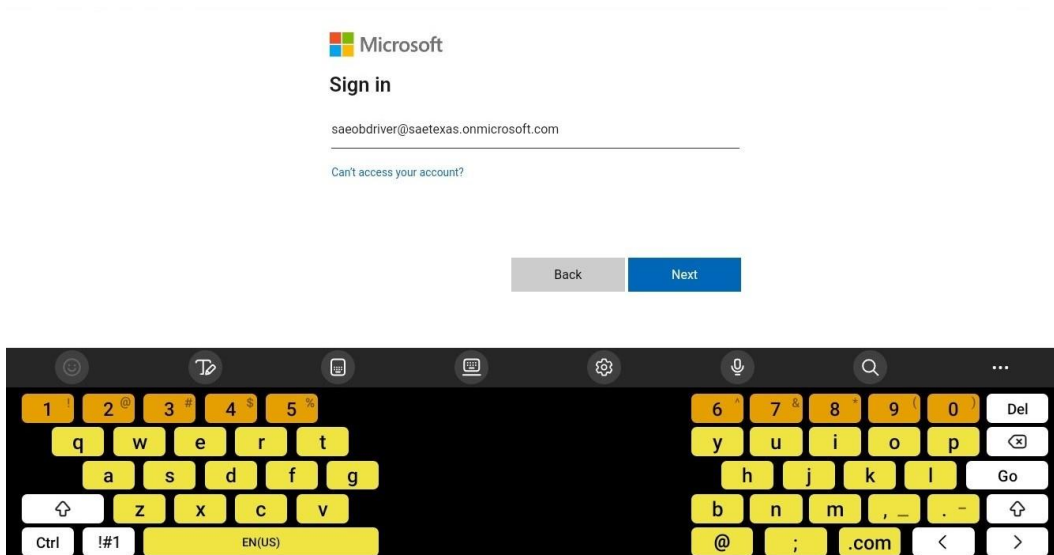 Microsoft
Sign in
saeobdriver@saetexas.onmicrosoft.com
Can't access your account?
Back Next
1 ! 2 @ 3 # 4 $ 5 % 6 ^ 7 & 8 * 9 ( 0 ) Del
q w e r t y u i o p
a s d f g h j k l Go
z x c v b n m , _ . -
Ctrl !#1 EN(US) @ ; .com < >